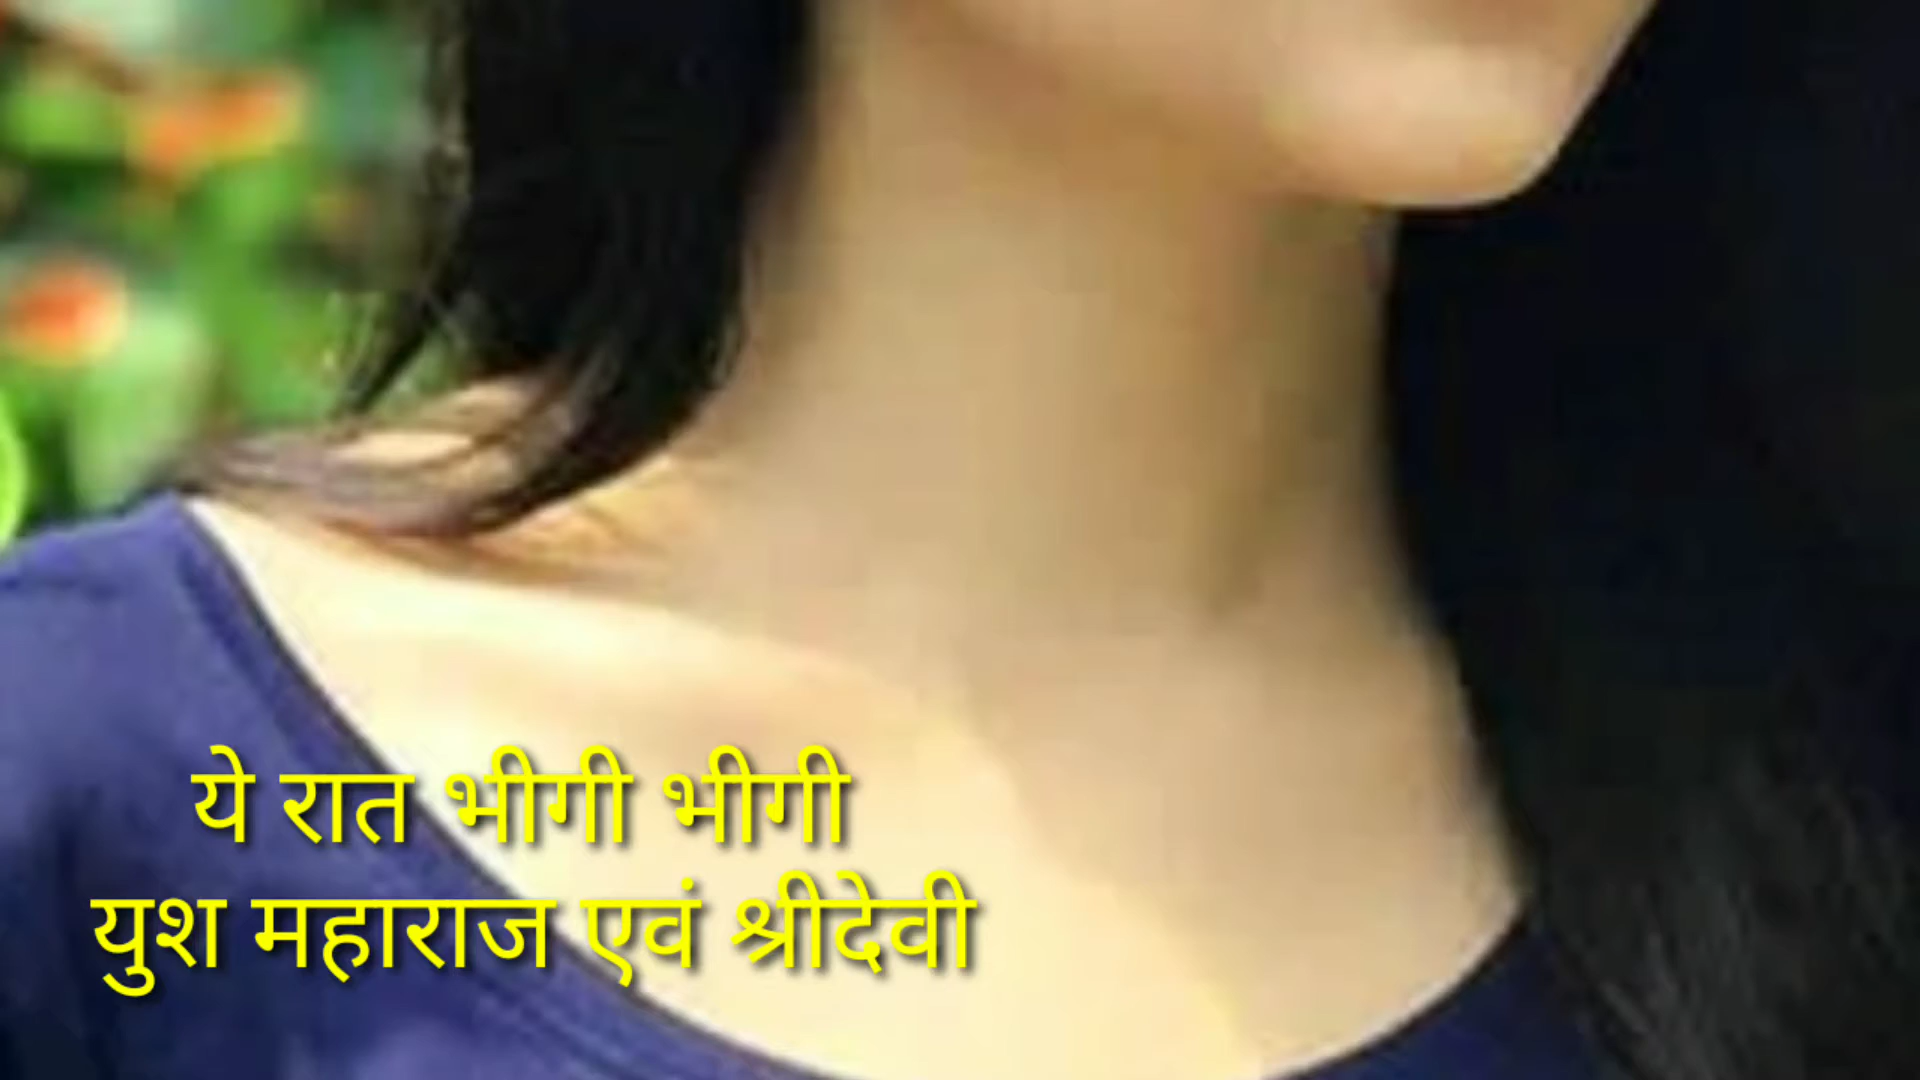 ये रात भीगी भीगी
युश महाराज एवं श्रीदेवी